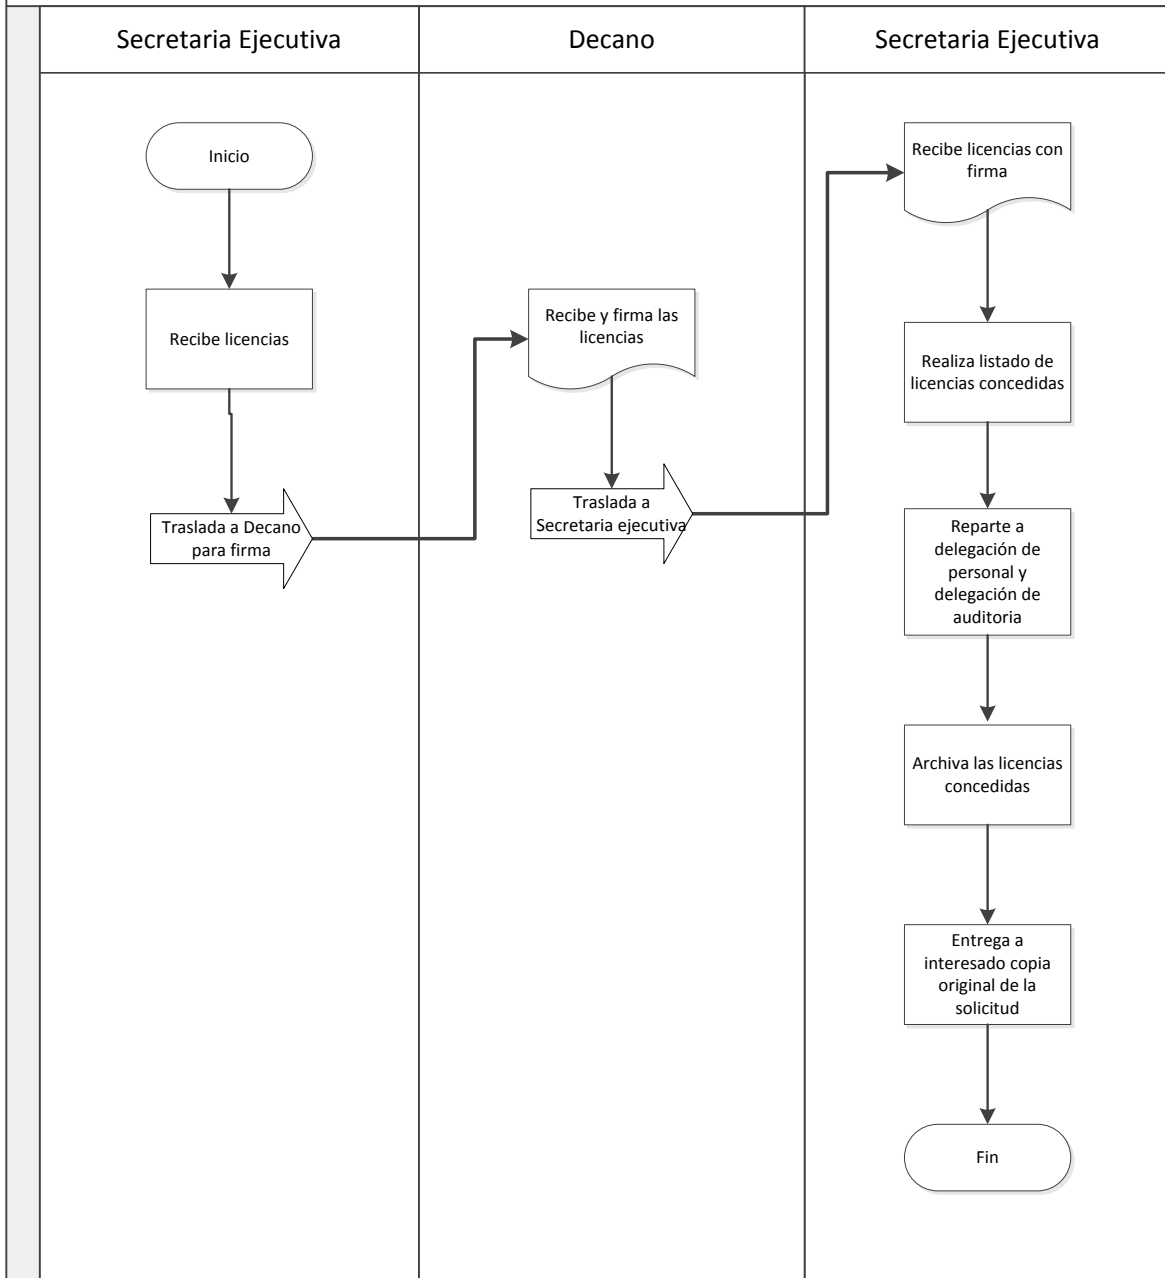 Secretaria Ejecutiva
Decano
Secretaria Ejecutiva
Inicio
Recibe licencias
Traslada a Decano
para firma
Recibe y firma las
licencias
Traslada a
Secretaria ejecutiva
Recibe licencias con
firma
Realiza listado de
licencias concedidas
Reparte a
delegación de
personal y
delegación de
auditoria
Archiva las licencias
concedidas
Entrega a
interesado copia
original de la
solicitud
Fin